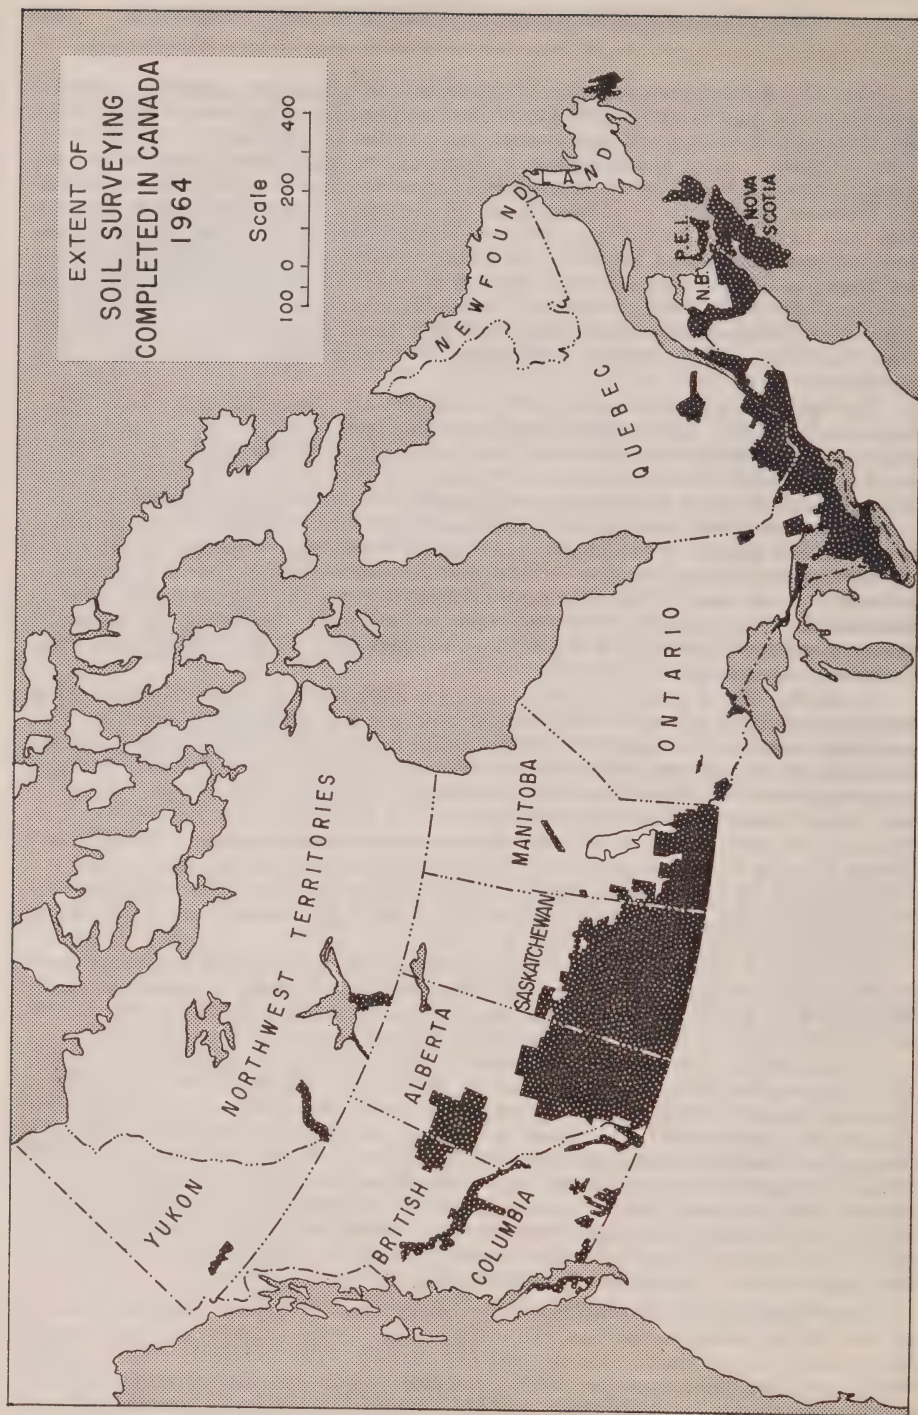 EXTENT OF
SOIL SURVEYING
COMPLETED IN CANADA
1964
Scale
100 0 200 400
YUKON
NORTHWEST TERRITORIES
BRITISH
COLUMBIA
ALBERTA
SASKATCHEWAN
MANITOBA
ONTARIO
QUEBEC
NEWFOUNDLAND
N.B.
P.E.I.
NOVA
SCOTIA